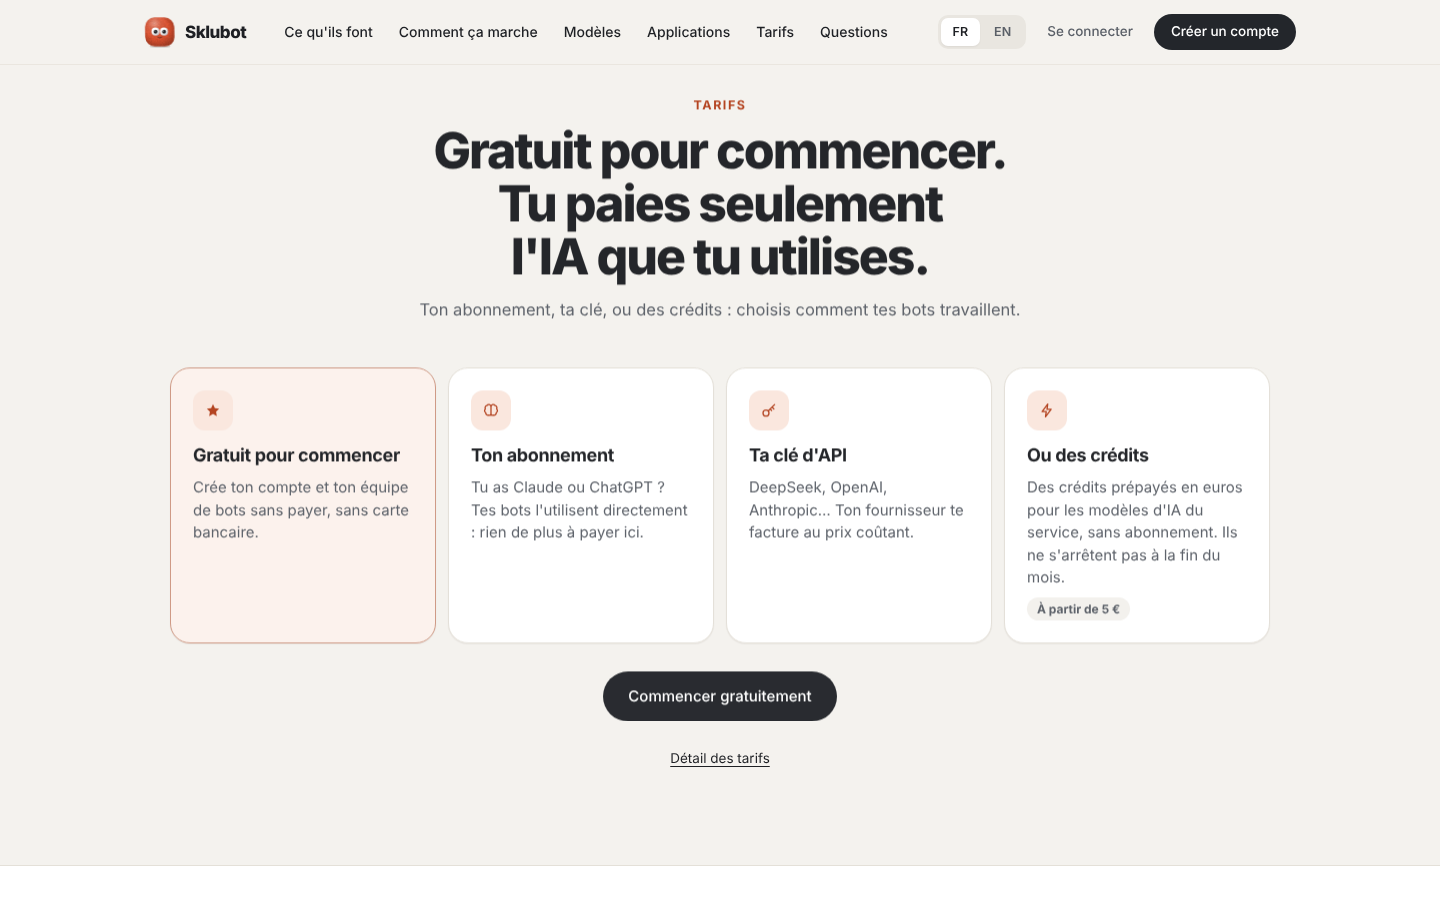 Sklubot
Ce qu'ils font
Comment ça marche
Modèles
Applications
Tarifs
Questions
FR
EN
Se connecter
Créer un compte
TARIFS
Gratuit pour commencer.
Tu paies seulement
l'IA que tu utilises.
Ton abonnement, ta clé, ou des crédits : choisis comment tes bots travaillent.
Gratuit pour commencer
Crée ton compte et ton équipe
de bots sans payer, sans carte
bancaire.
Ton abonnement
Tu as Claude ou ChatGPT ?
Tes bots l'utilisent directement
: rien de plus à payer ici.
Ta clé d'API
DeepSeek, OpenAI,
Anthropic... Ton fournisseur te
facture au prix coûtant.
Ou des crédits
Des crédits prépayés en euros
pour les modèles d'IA du
service, sans abonnement. Ils
ne s'arrêtent pas à la fin du
mois.
À partir de 5 €
Commencer gratuitement
Détail des tarifs